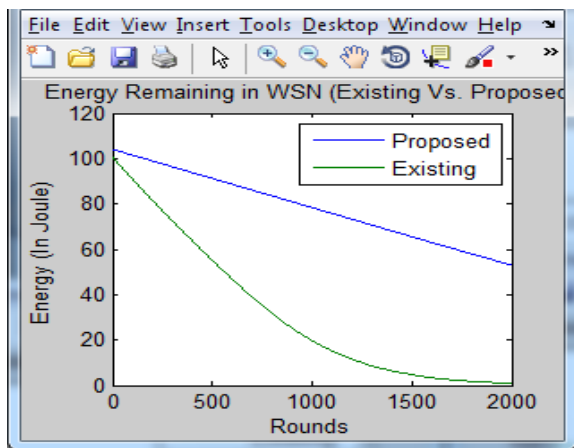 File Edit View Insert Tools Desktop Window Help
Energy Remaining in WSN (Existing Vs. Proposed
120
100
80
60
40
20
0
Energy (In Joule)
Proposed
Existing
0 500 1000 1500 2000
Rounds